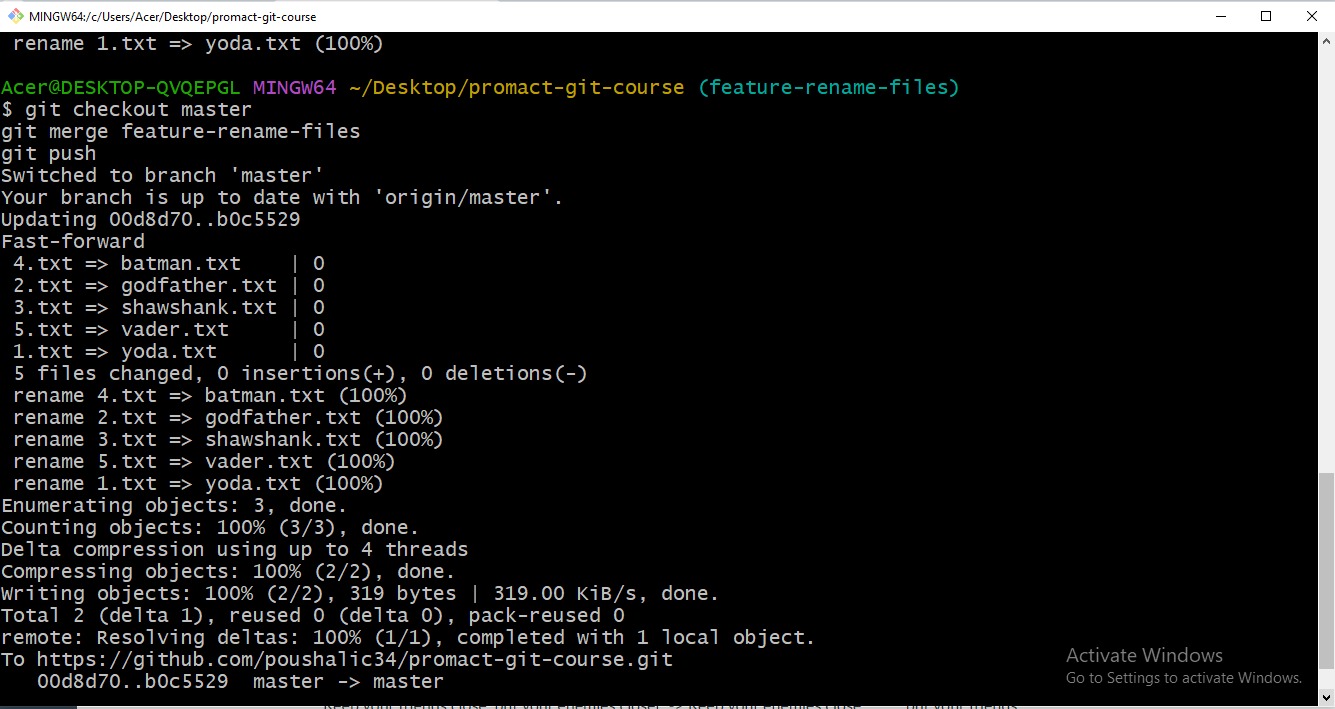 MINGW64:/c/Users/Acer/Desktop/promact-git-course
 rename 1.txt => yoda.txt (100%)
Acer@DESKTOP-QVQEPGL MINGW64 ~/Desktop/promact-git-course (feature-rename-files)
$ git checkout master
git merge feature-rename-files
git push
Switched to branch 'master'
Your branch is up to date with 'origin/master'.
Updating 00d8d70..b0c5529
Fast-forward
 4.txt => batman.txt    | 0
 2.txt => godfather.txt | 0
 3.txt => shawshank.txt | 0
 5.txt => vader.txt     | 0
 1.txt => yoda.txt      | 0
 5 files changed, 0 insertions(+), 0 deletions(-)
 rename 4.txt => batman.txt (100%)
 rename 2.txt => godfather.txt (100%)
 rename 3.txt => shawshank.txt (100%)
 rename 5.txt => vader.txt (100%)
 rename 1.txt => yoda.txt (100%)
Enumerating objects: 3, done.
Counting objects: 100% (3/3), done.
Delta compression using up to 4 threads
Compressing objects: 100% (2/2), done.
Writing objects: 100% (2/2), 319 bytes | 319.00 KiB/s, done.
Total 2 (delta 1), reused 0 (delta 0), pack-reused 0
remote: Resolving deltas: 100% (1/1), completed with 1 local object.
To https://github.com/poushalic34/promact-git-course.git
   00d8d70..b0c5529  master -> master
Activate Windows
Go to Settings to activate Windows.